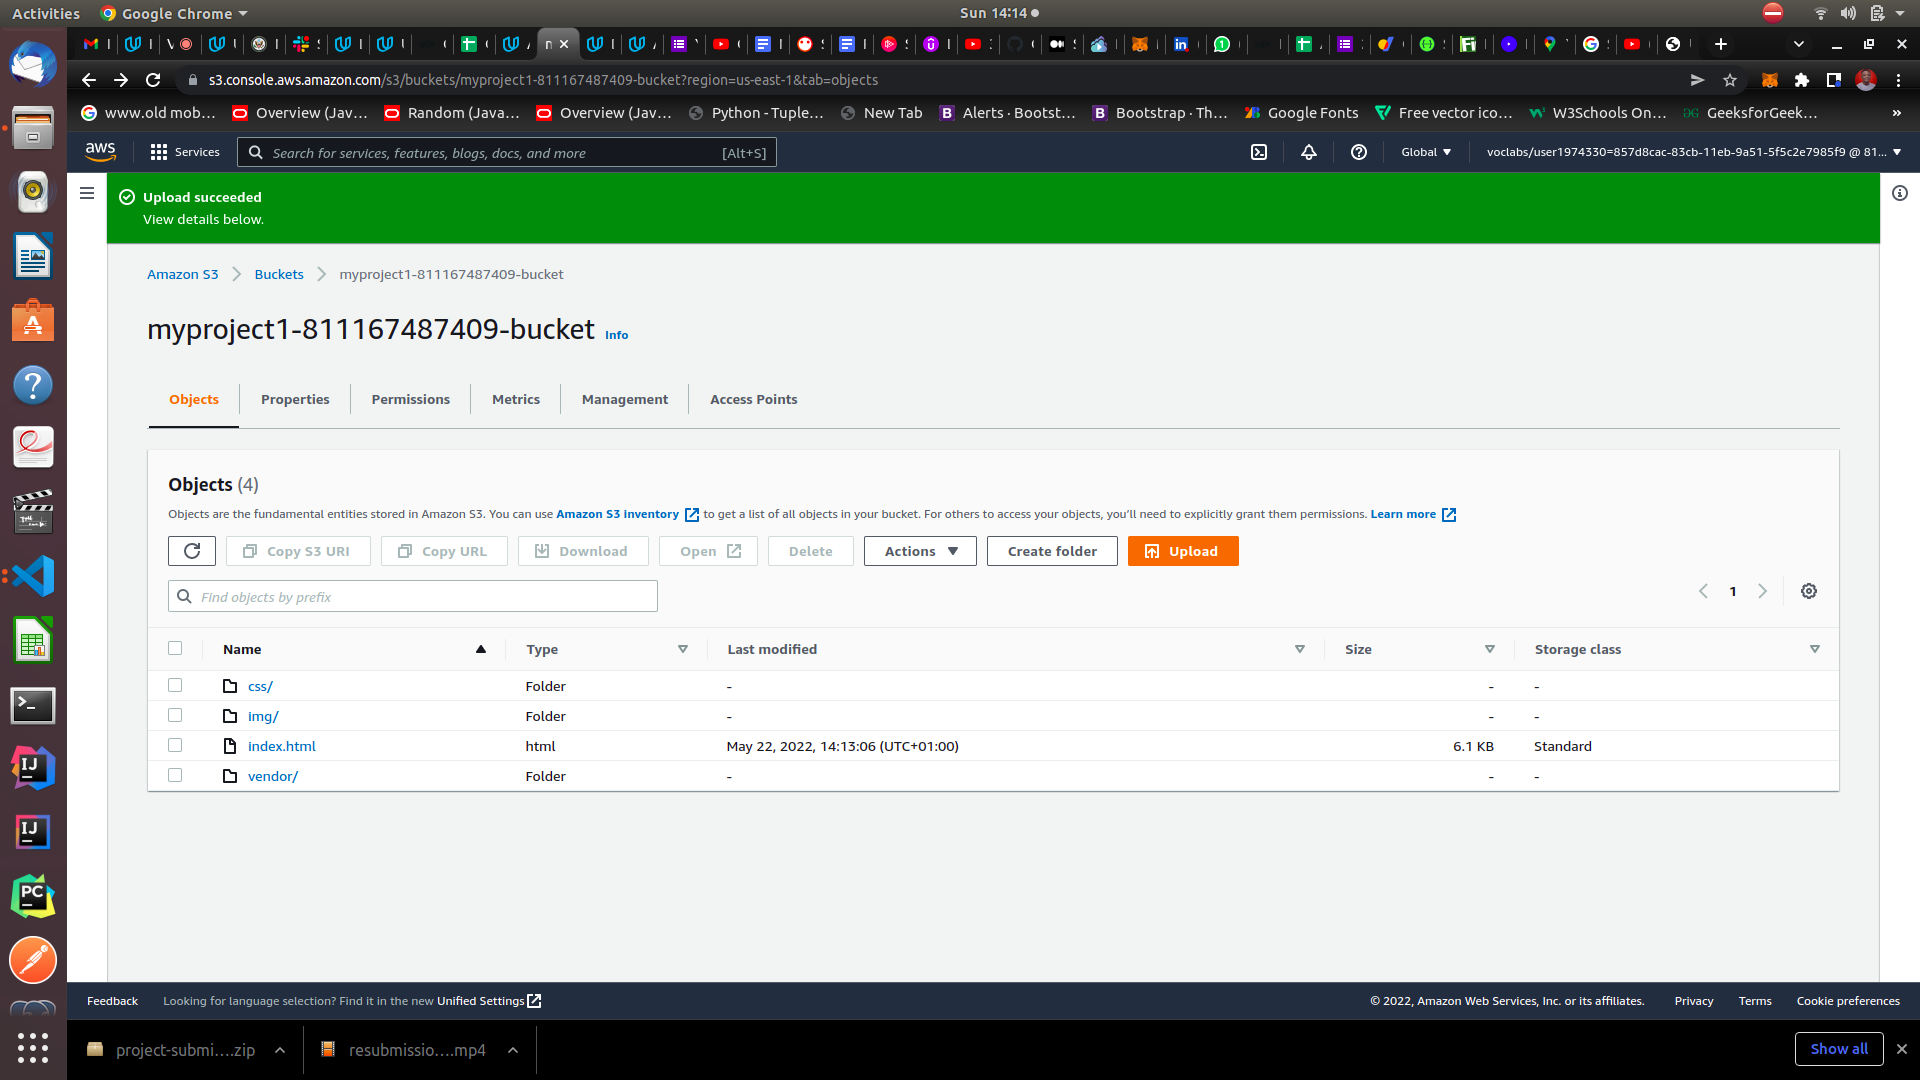 Activities
Google Chrome
Sun 14:14
s3.console.aws.amazon.com/s3/buckets/myproject1-811167487409-bucket?region=us-east-1&tab=objects
www.old mob...
Overview (Jav...
Random (Java...
Overview (Jav...
Python - Tuple...
New Tab
Alerts · Bootst...
Bootstrap · Th...
Google Fonts
Free vector ico...
W3Schools On...
GeeksforGeek...
»
aws
Services
Search for services, features, blogs, docs, and more
[Alt+S]
Global
voclabs/user1974330=857d8cac-83cb-11eb-9a51-5f5c2e7985f9 @ 81...
Upload succeeded
View details below.
Amazon S3
Buckets
myproject1-811167487409-bucket
myproject1-811167487409-bucket Info
Objects
Properties
Permissions
Metrics
Management
Access Points
Objects (4)
Objects are the fundamental entities stored in Amazon S3. You can use Amazon S3 inventory to get a list of all objects in your bucket. For others to access your objects, you'll need to explicitly grant them permissions. Learn more
Copy S3 URI
Copy URL
Download
Open
Delete
Actions
Create folder
Upload
Find objects by prefix
1
Name Type Last modified Size Storage class
css/ Folder - - -
img/ Folder - - -
index.html html May 22, 2022, 14:13:06 (UTC+01:00) 6.1 KB Standard
vendor/ Folder - - -
Feedback
Looking for language selection? Find it in the new Unified Settings
© 2022, Amazon Web Services, Inc. or its affiliates.
Privacy
Terms
Cookie preferences
project-submi....zip
resubmissio....mp4
Show all